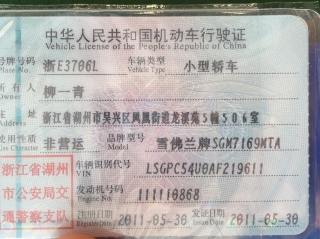 中华人民共和国机动车行驶证
Vehicle License of the People's Republic of China
号牌号码 浙E3706L 车辆类型 小型轿车
Plate No. Vehicle Type
所有人 柳一青
Owner
住址 浙江省湖州市吴兴区凤凰街道龙溪苑5幢506室
使用性质 非营运 品牌型号 雪佛兰牌SGM7169MTA
浙江省湖州市公安局交通警察支队
车辆识别代号 LSGPC54U0AF219611
VIN
发动机号码 111110868
Engine No.
注册日期 2011-05-30 发证日期 2011-05-30
Register Date Issue Date